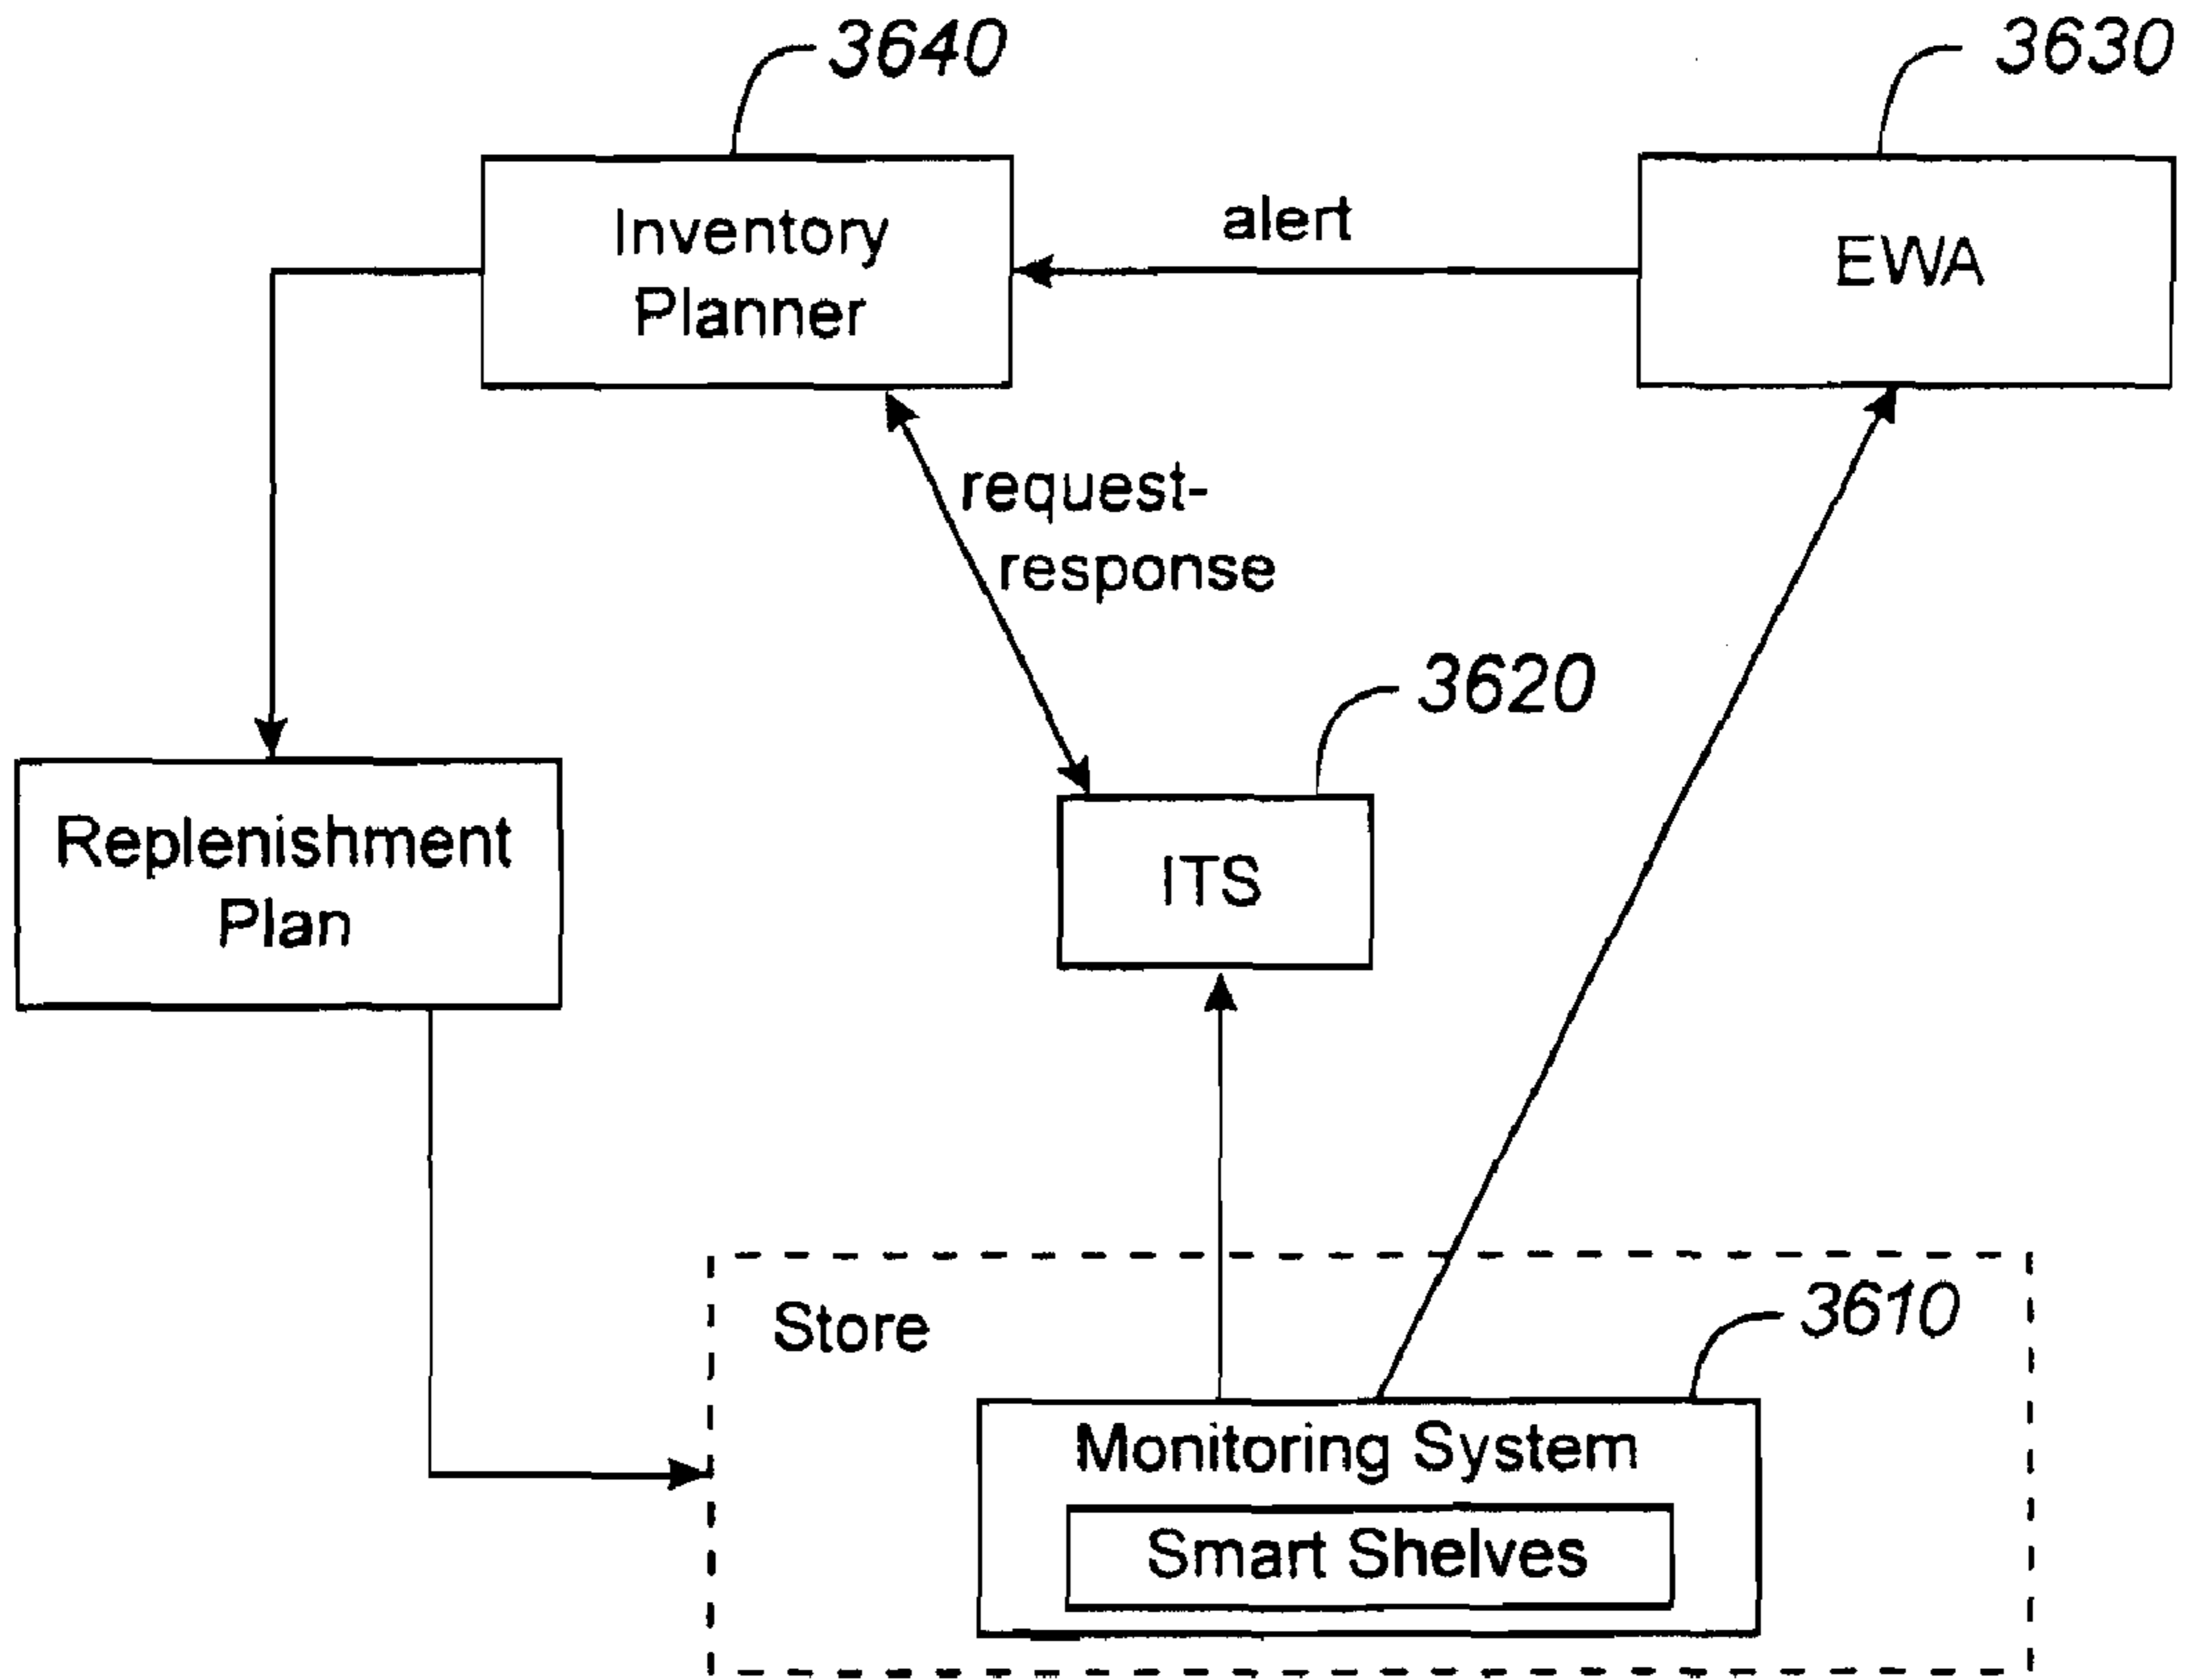 3640
3630
Inventory
Planner
alert
EWA
request-
response
3620
Replenishment
Plan
ITS
Store
3610
Monitoring System
Smart Shelves